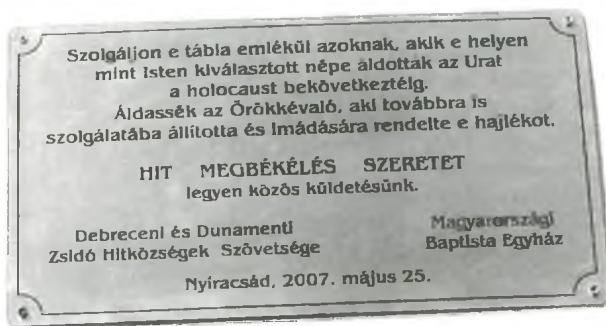 Szolgáljon e tábla emlékül azoknak, akik e helyen
mint Isten kiválasztott népe áldották az Urat
a holocaust bekövetkeztéig.
Áldassék az Örökkévaló, aki továbbra is
szolgálatába állította és imádására rendelte e hajlékot.
HIT MEGBÉKÉLÉS SZERETET
legyen közös küldetésünk.
Debreceni és Dunamenti
Zsidó Hitközségek Szövetsége
Magyarországi
Baptista Egyház
Nyíracsád, 2007. május 25.